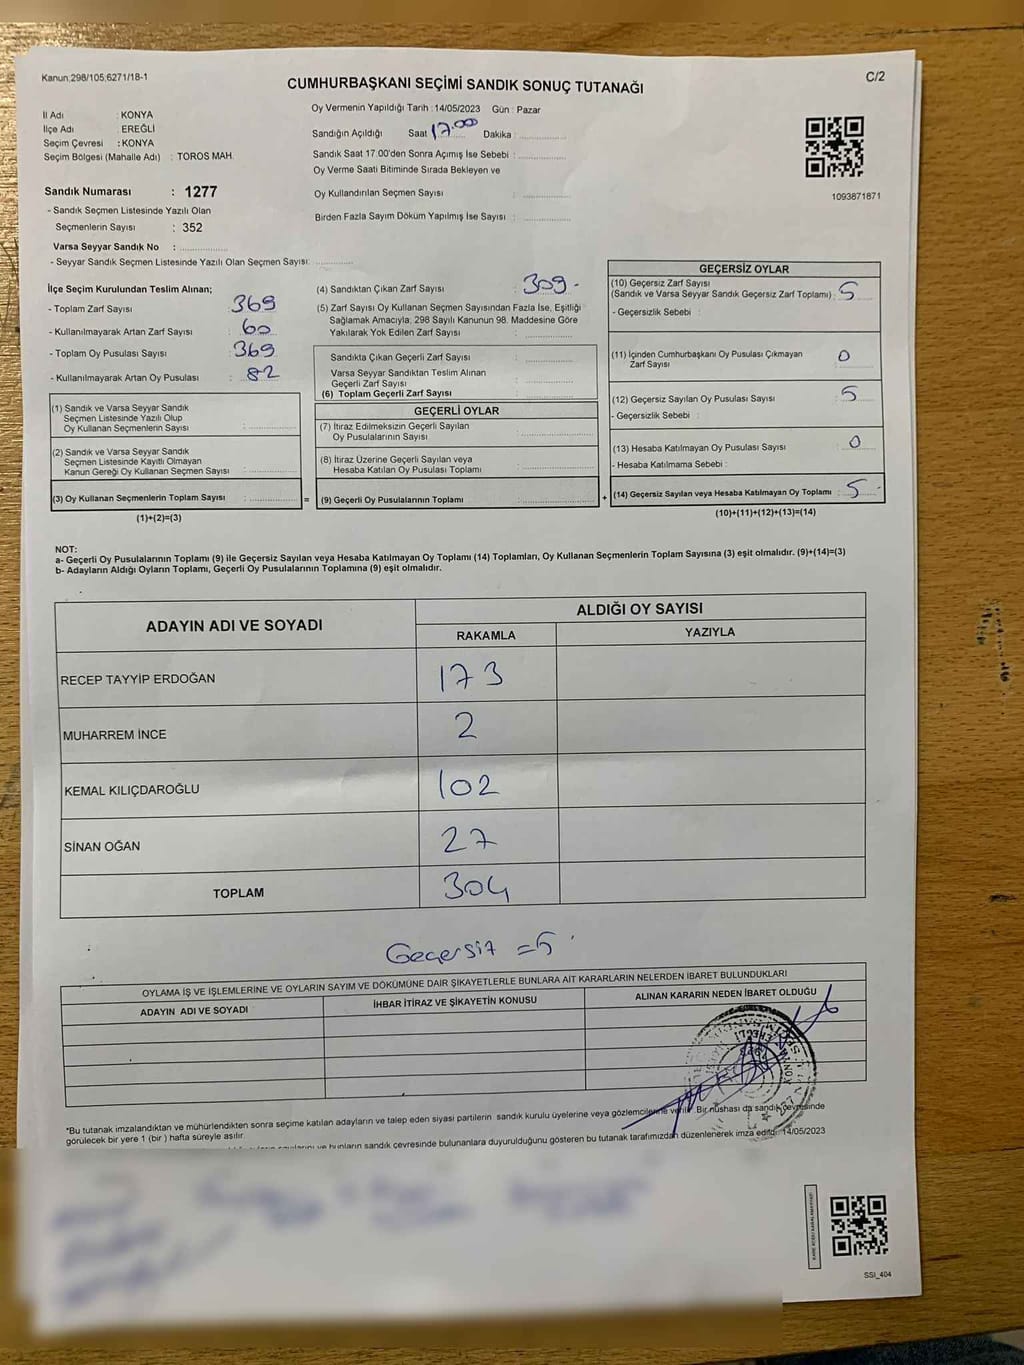 Kanun;298/105;6271/18-1
C/2
CUMHURBAŞKANI SEÇİMİ SANDIK SONUÇ TUTANAĞI
İl Adı : KONYA
İlçe Adı : EREĞLİ
Seçim Çevresi : KONYA
Seçim Bölgesi (Mahalle Adı) : TOROS MAH.
Sandık Numarası : 1277
- Sandık Seçmen Listesinde Yazılı Olan
Seçmenlerin Sayısı : 352
Varsa Seyyar Sandık No :
- Seyyar Sandık Seçmen Listesinde Yazılı Olan Seçmen Sayısı:
Oy Vermenin Yapıldığı Tarih : 14/05/2023 Gün : Pazar
Sandığın Açıldığı Saat 17.00 Dakika :
Sandık Saat 17.00'den Sonra Açımış İse Sebebi :
Oy Verme Saati Bitiminde Sırada Bekleyen ve
Oy Kullandırılan Seçmen Sayısı :
Birden Fazla Sayım Döküm Yapılmış İse Sayısı :
1093871871
İlçe Seçim Kurulundan Teslim Alınan;
- Toplam Zarf Sayısı : 369
- Kullanılmayarak Artan Zarf Sayısı : 60
- Toplam Oy Pusulası Sayısı : 369
- Kullanılmayarak Artan Oy Pusulası : 82
(1) Sandık ve Varsa Seyyar Sandık
Seçmen Listesinde Yazılı Olup
Oy Kullanan Seçmenlerin Sayısı :
(2) Sandık ve Varsa Seyyar Sandık
Seçmen Listesinde Kayıtlı Olmayan
Kanun Gereği Oy Kullanan Seçmen Sayısı :
(3) Oy Kullanan Seçmenlerin Toplam Sayısı : =
(1)+(2)=(3)
(4) Sandıktan Çıkan Zarf Sayısı : 309-
(5) Zarf Sayısı Oy Kullanan Seçmen Sayısından Fazla İse, Eşitliği
Sağlamak Amacıyla; 298 Sayılı Kanunun 98. Maddesine Göre
Yakılarak Yok Edilen Zarf Sayısı :
Sandıkta Çıkan Geçerli Zarf Sayısı :
Varsa Seyyar Sandıktan Teslim Alınan
Geçerli Zarf Sayısı :
(6) Toplam Geçerli Zarf Sayısı :
GEÇERLİ OYLAR
(7) İtiraz Edilmeksizin Geçerli Sayılan
Oy Pusulalarının Sayısı :
(8) İtiraz Üzerine Geçerli Sayılan veya
Hesaba Katılan Oy Pusulası Toplamı :
(9) Geçerli Oy Pusulalarının Toplamı : +
GEÇERSİZ OYLAR
(10) Geçersiz Zarf Sayısı
(Sandık ve Varsa Seyyar Sandık Geçersiz Zarf Toplamı) : 5
- Geçersizlik Sebebi :
(11) İçinden Cumhurbaşkanı Oy Pusulası Çıkmayan
Zarf Sayısı : 0
(12) Geçersiz Sayılan Oy Pusulası Sayısı : 5
- Geçersizlik Sebebi :
(13) Hesaba Katılmayan Oy Pusulası Sayısı : 0
- Hesaba Katılmama Sebebi :
(14) Geçersiz Sayılan veya Hesaba Katılmayan Oy Toplamı : 5
(10)+(11)+(12)+(13)=(14)
NOT:
a- Geçerli Oy Pusulalarının Toplamı (9) ile Geçersiz Sayılan veya Hesaba Katılmayan Oy Toplamı (14) Toplamları, Oy Kullanan Seçmenlerin Toplam Sayısına (3) eşit olmalıdır. (9)+(14)=(3)
b- Adayların Aldığı Oyların Toplamı, Geçerli Oy Pusulalarının Toplamına (9) eşit olmalıdır.
ADAYIN ADI VE SOYADI
ALDIĞI OY SAYISI
RAKAMLA YAZIYLA
RECEP TAYYİP ERDOĞAN 173
MUHARREM İNCE 2
KEMAL KILIÇDAROĞLU 102
SİNAN OĞAN 27
TOPLAM 304
Geçersiz =5
OYLAMA İŞ VE İŞLEMLERİNE VE OYLARIN SAYIM VE DÖKÜMÜNE DAİR ŞİKAYETLERLE BUNLARA AİT KARARLARIN NELERDEN İBARET BULUNDUKLARI
ADAYIN ADI VE SOYADI İHBAR İTİRAZ VE ŞİKAYETİN KONUSU ALINAN KARARIN NEDEN İBARET OLDUĞU
*Bu tutanak imzalandıktan ve mühürlendikten sonra seçime katılan adayların ve talep eden siyasi partilerin sandık kurulu üyelerine veya gözlemcilerine verilir. Bir nüshası da sandık çevresinde
görülecek bir yere 1 (bir) hafta süreyle asılır.
bunların sandık çevresinde bulunanlara duyurulduğunu gösteren bu tutanak tarafımızdan düzenlenerek imza edildi. 14/05/2023
SSI_404